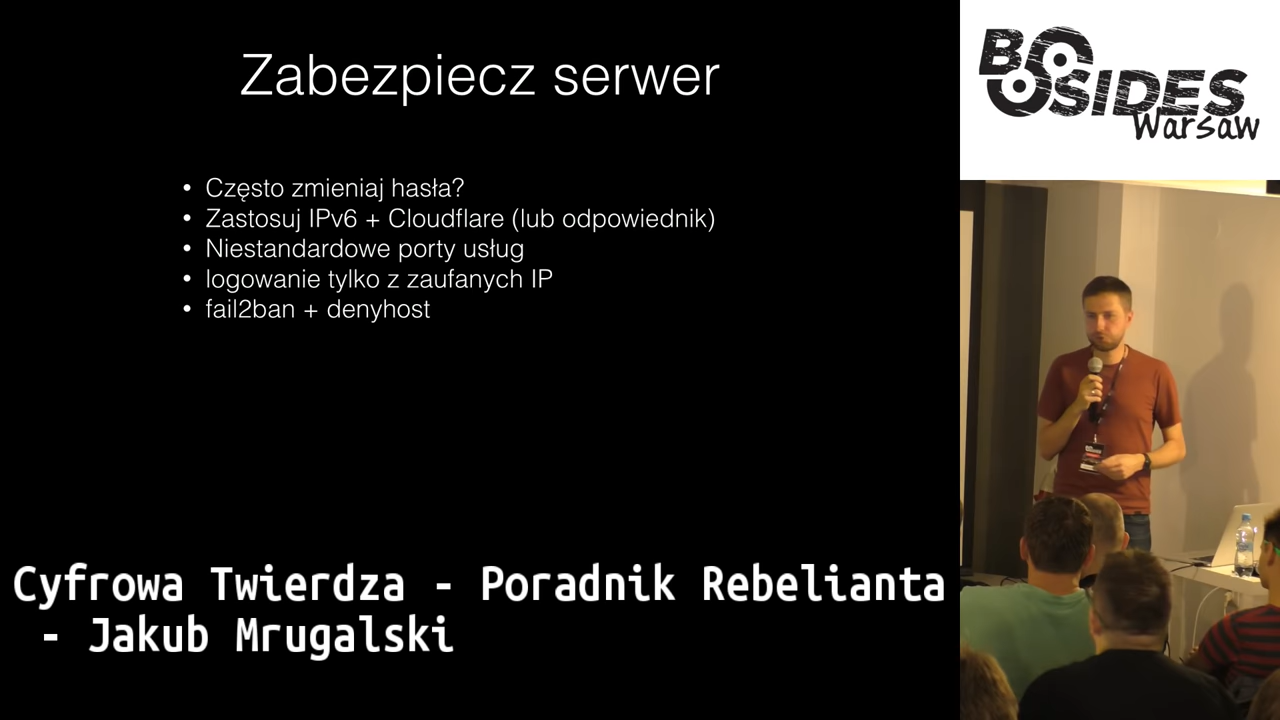 Zabezpiecz serwer
• Często zmieniaj hasła?
• Zastosuj IPv6 + Cloudflare (lub odpowiednik)
• Niestandardowe porty usług
• logowanie tylko z zaufanych IP
• fail2ban + denyhost
Cyfrowa Twierdza - Poradnik Rebelianta
- Jakub Mrugalski
BSIDES
Warsaw